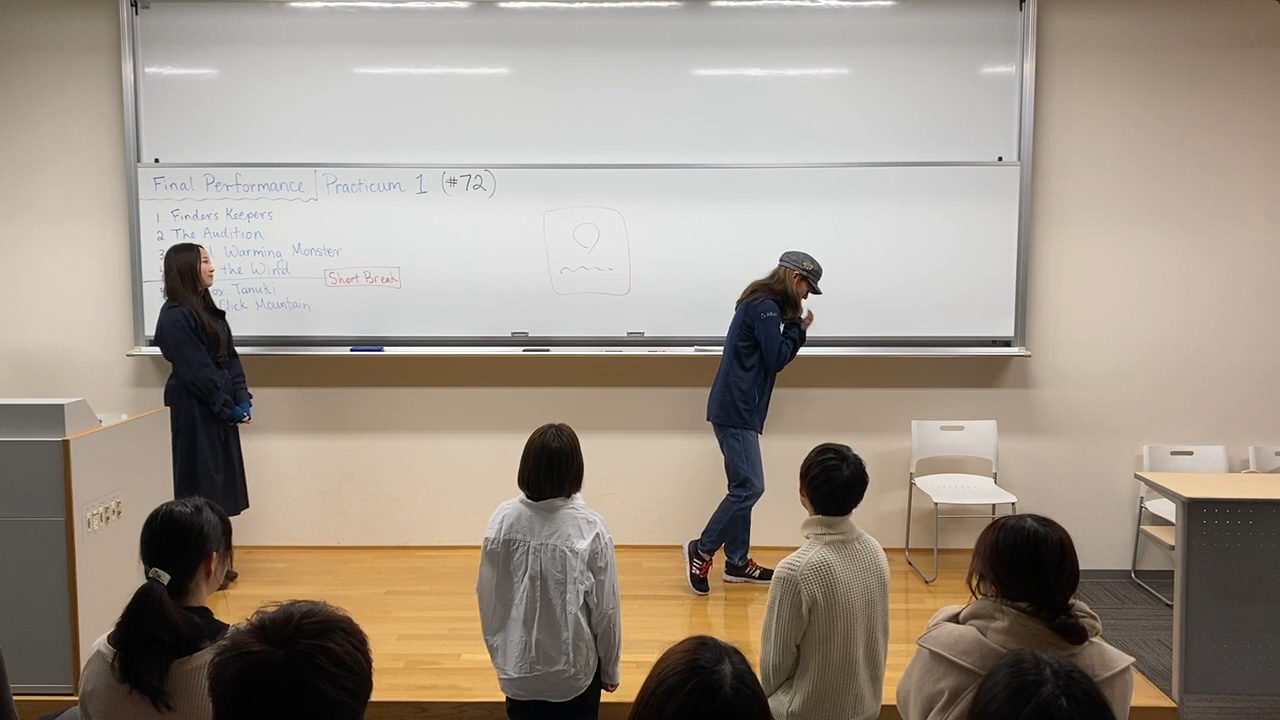 Final Performance | Practicum 1 (#72)
1. Finders Keepers
2 The Audition
3 Warming Monster
the Wind
Short Break
Tanuki
Click Mountain